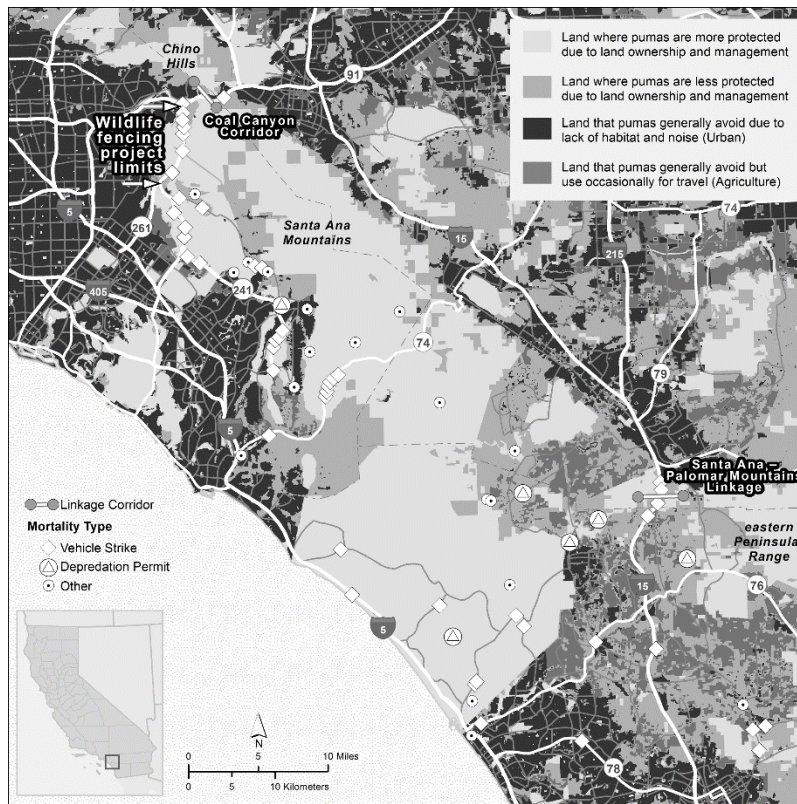 Chino
Hills
91
Coal Canyon
Corridor
Wildlife
fencing
project
limits
Land where pumas are more protected
due to land ownership and management
Land where pumas are less protected
due to land ownership and management
Land that pumas generally avoid due to
lack of habitat and noise (Urban)
Land that pumas generally avoid but
use occasionally for travel (Agriculture)
5
261
Santa Ana
Mountains
15
74
215
405
241
74
79
5
Santa Ana –
Palomar Mountains
Linkage
eastern
Peninsular
Range
Linkage Corridor
Mortality Type
Vehicle Strike
Depredation Permit
Other
15
76
5
N
0 5 10 Miles
0 5 10 Kilometers
78